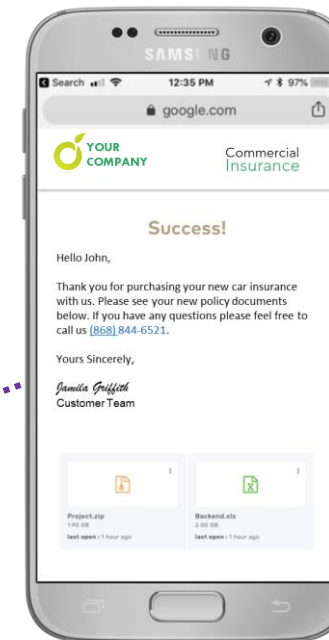 SAMSUNG
Search 12:35 PM 97%
google.com
YOUR
COMPANY
Commercial
Insurance
Success!
Hello John,
Thank you for purchasing your new car insurance
with us. Please see your new policy documents
below. If you have any questions please feel free to
call us (868) 844-6521.
Yours Sincerely,
Jamila Griffith
Customer Team
Project.zip
1.90 GB
last open : 1 hour ago
Backend.xls
2.00 GB
last open : 1 hour ago